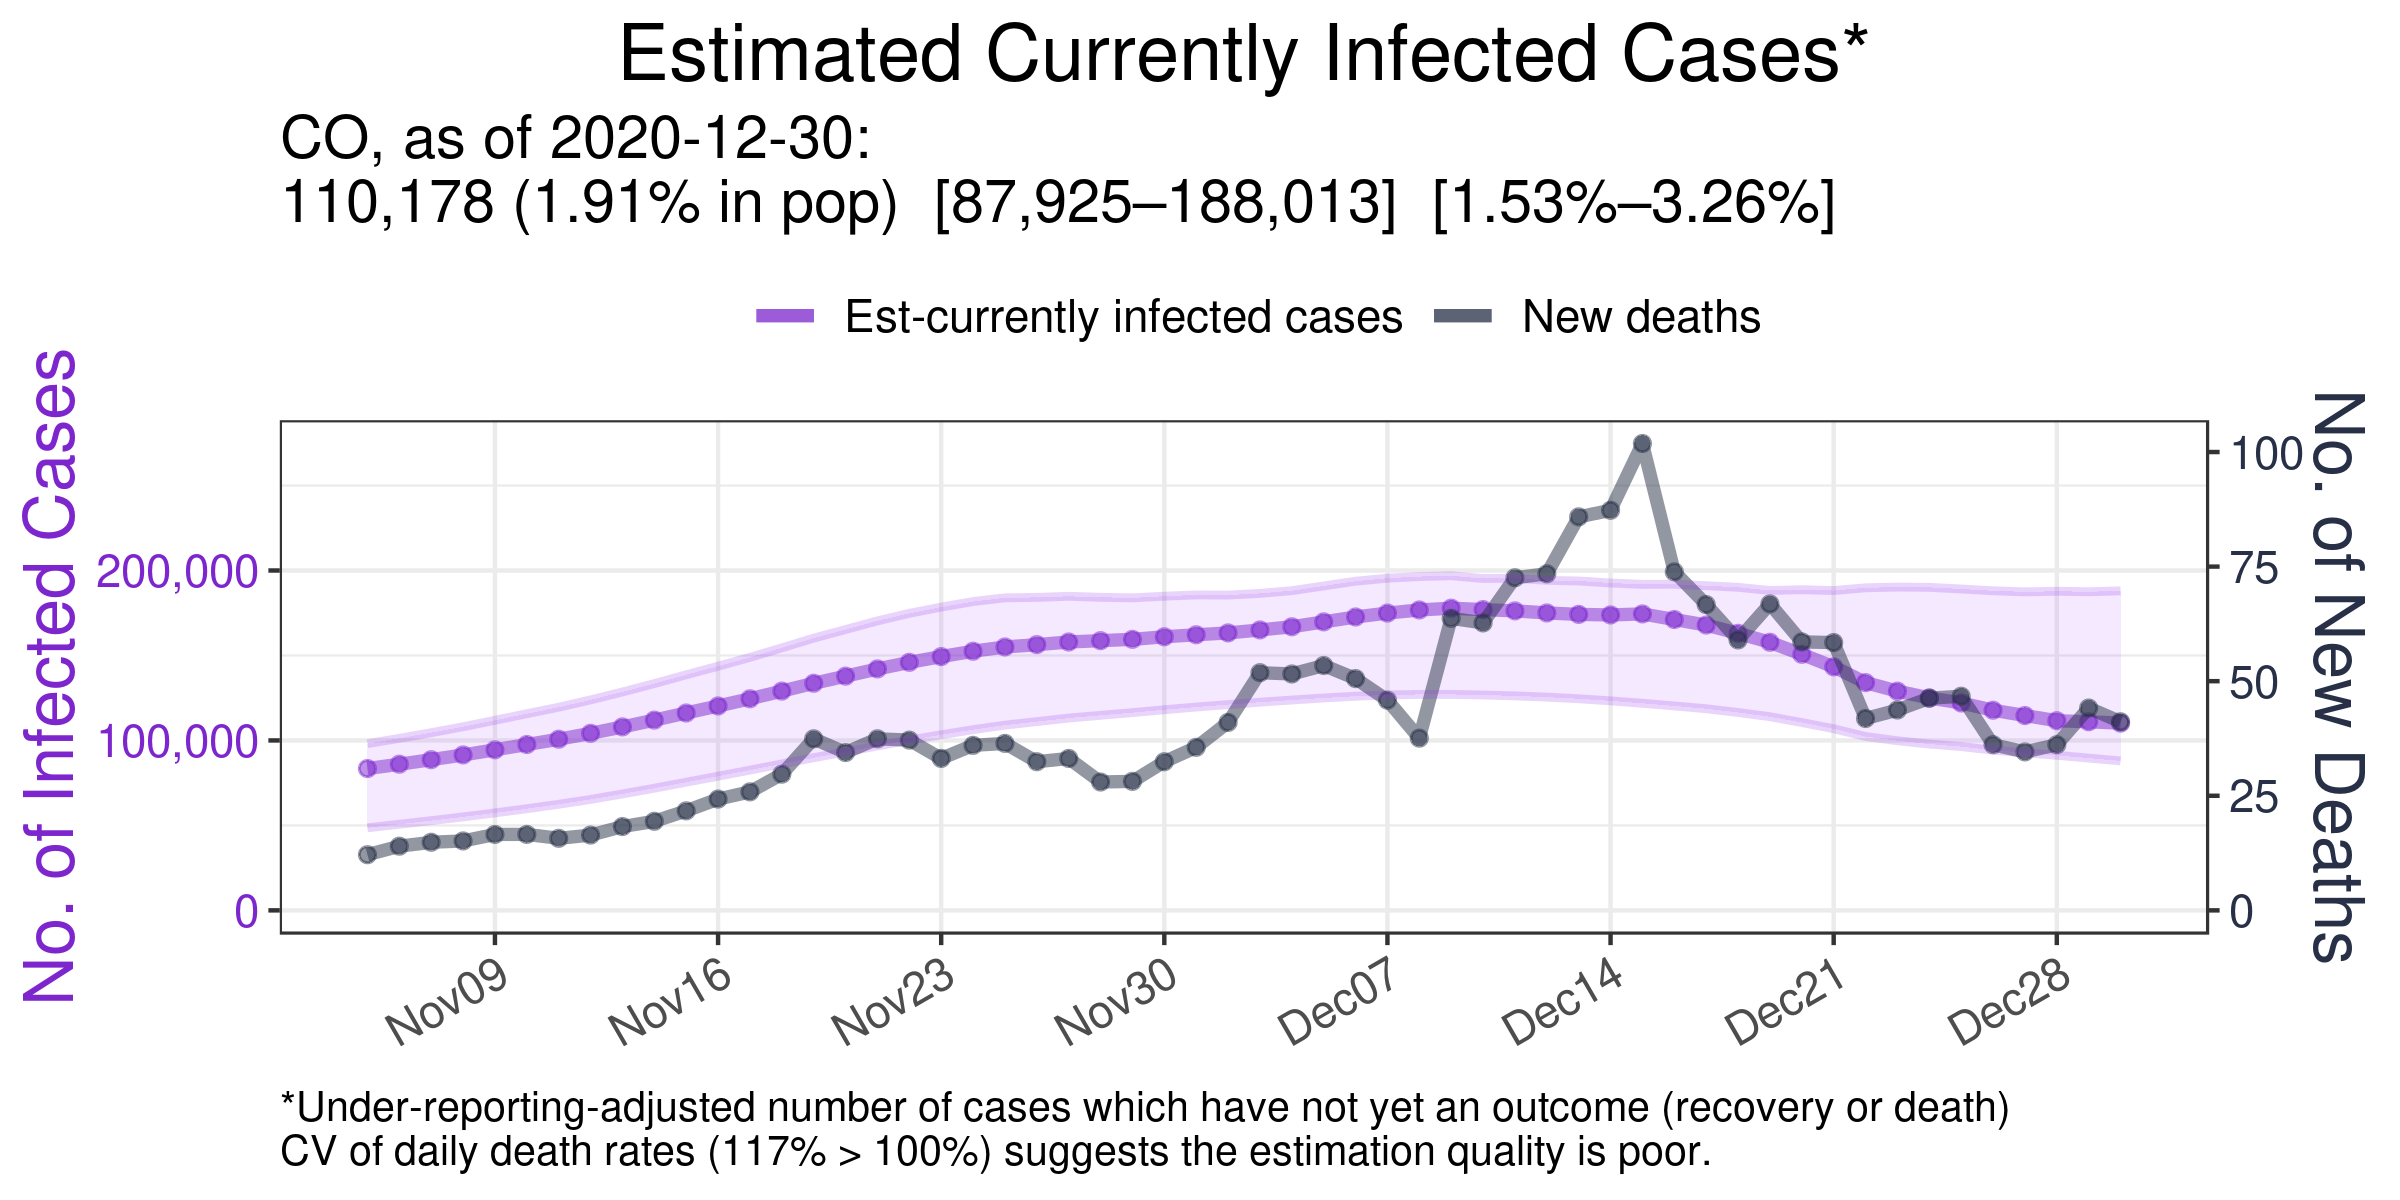 Estimated Currently Infected Cases*
CO, as of 2020-12-30:
110,178 (1.91% in pop)  [87,925–188,013]  [1.53%–3.26%]
Est-currently infected cases
New deaths
No. of Infected Cases
200,000
100,000
0
100
75
50
25
0
No. of New Deaths
Nov09
Nov16
Nov23
Nov30
Dec07
Dec14
Dec21
Dec28
*Under-reporting-adjusted number of cases which have not yet an outcome (recovery or death)
CV of daily death rates (117% > 100%) suggests the estimation quality is poor.